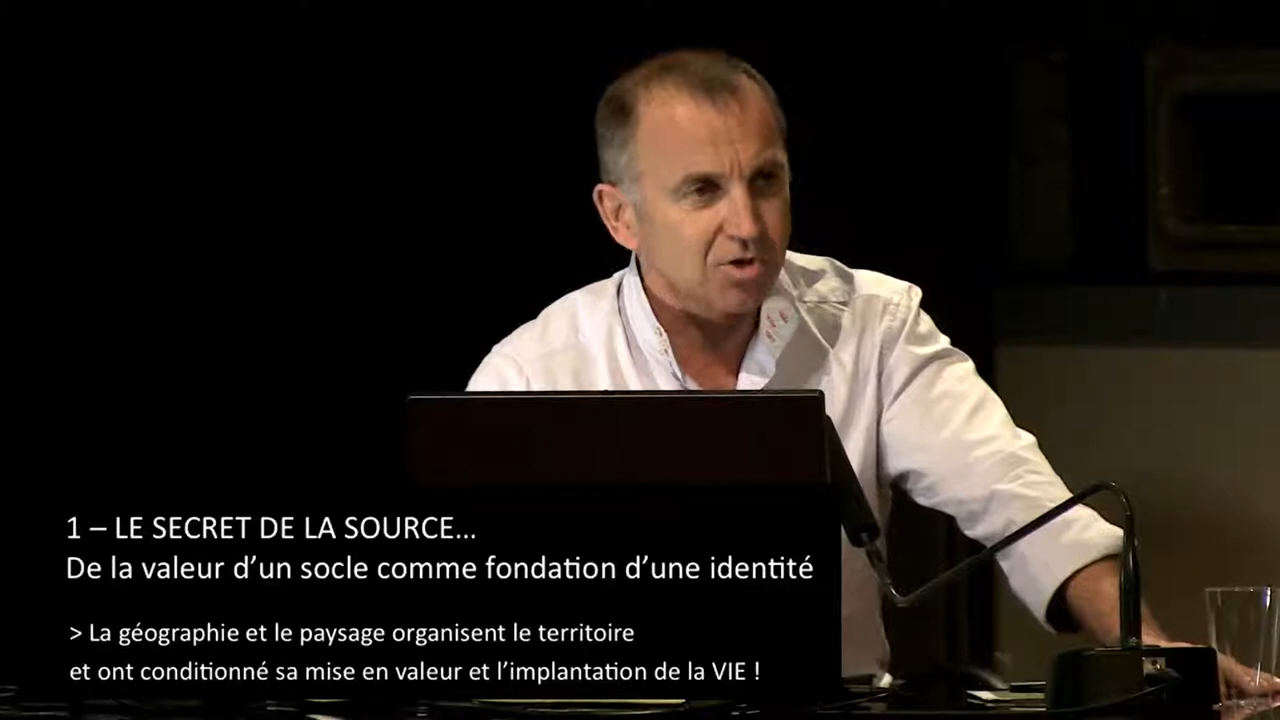 1 – LE SECRET DE LA SOURCE...
De la valeur d’un socle comme fondation d’une identité
> La géographie et le paysage organisent le territoire
et ont conditionné sa mise en valeur et l’implantation de la VIE !